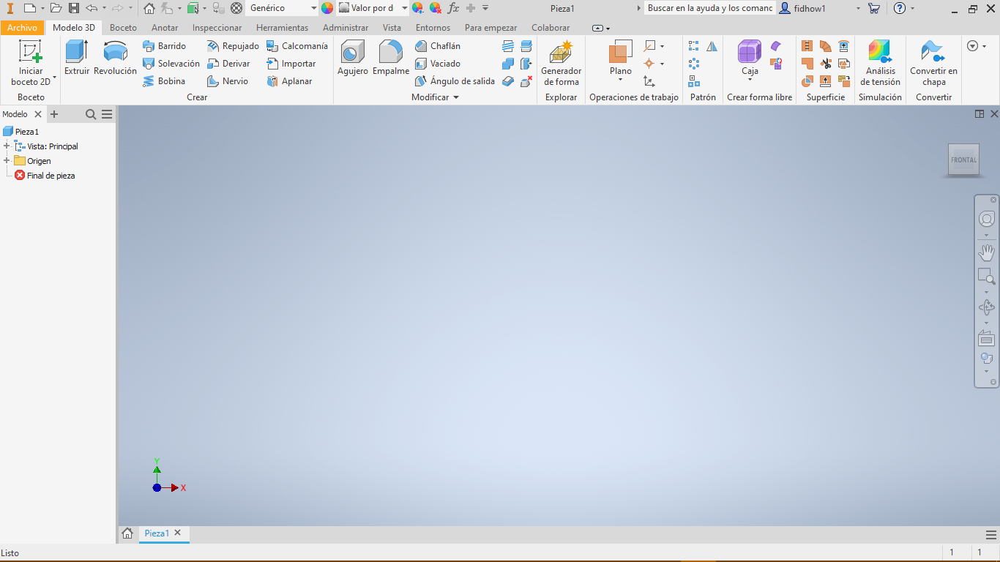 Genérico
Valor por d
fx
Pieza1
Buscar en la ayuda y los comanc
fidhow1
Archivo
Modelo 3D
Boceto
Anotar
Inspeccionar
Herramientas
Administrar
Vista
Entornos
Para empezar
Colaborar
Iniciar
boceto 2D
Boceto
Extruir
Revolución
Barrido
Solevación
Bobina
Repujado
Derivar
Nervio
Calcomanía
Importar
Aplanar
Crear
Agujero
Empalme
Chaflán
Vaciado
Ángulo de salida
Modificar
Generador
de forma
Explorar
Plano
Operaciones de trabajo
Patrón
Caja
Crear forma libre
Superficie
Análisis
de tensión
Simulación
Convertir en
chapa
Convertir
Modelo
Pieza1
Vista: Principal
Origen
Final de pieza
FRONTAL
Y
X
Pieza1
Listo
1
1